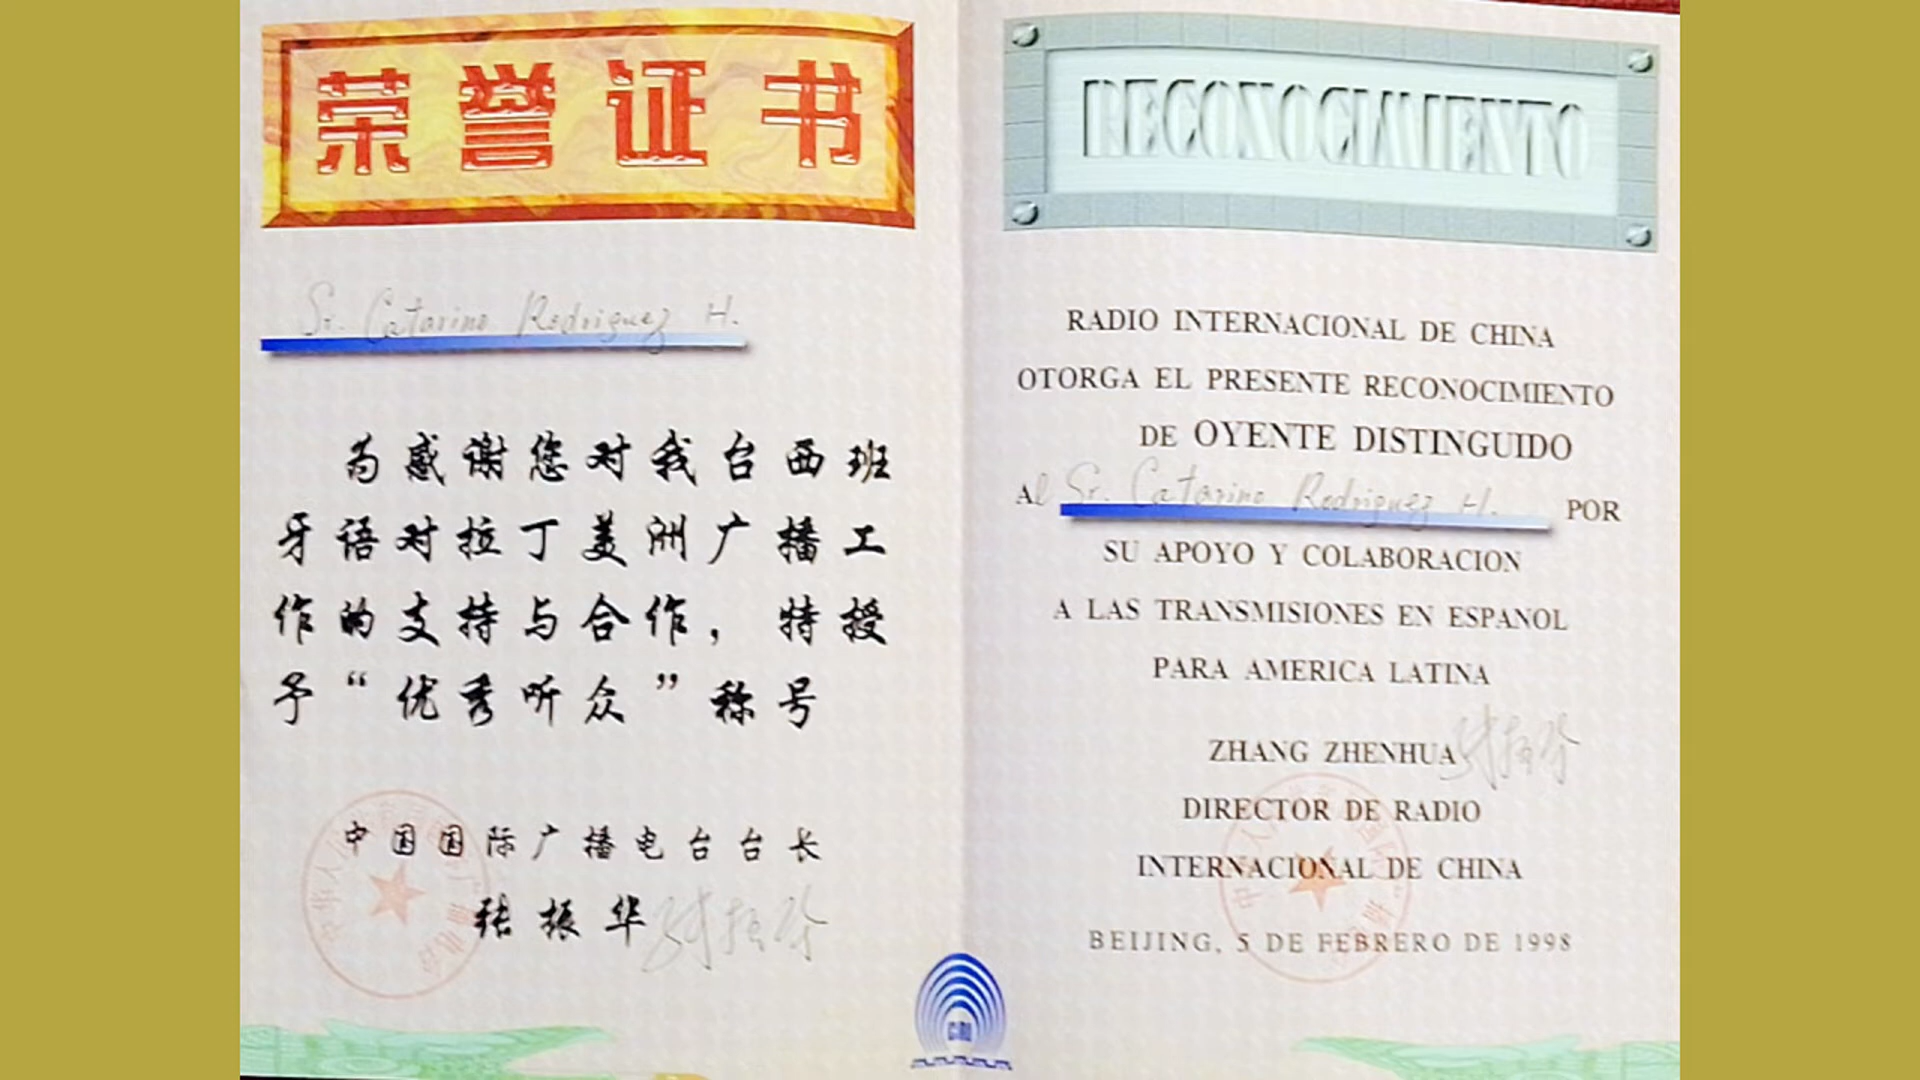 荣誉证书
Sr. Catarino Rodriguez H.
为感谢您对我台西班
牙语对拉丁美洲广播工
作的支持与合作，特授
予“优秀听众”称号
中国国际广播电台台长
张振华
RECONOCIMIENTO
RADIO INTERNACIONAL DE CHINA
OTORGA EL PRESENTE RECONOCIMIENTO
DE OYENTE DISTINGUIDO
Al Sr. Catarino Rodriguez H. POR
SU APOYO Y COLABORACION
A LAS TRANSMISIONES EN ESPANOL
PARA AMERICA LATINA
ZHANG ZHENHUA
DIRECTOR DE RADIO
INTERNACIONAL DE CHINA
BEIJING, 5 DE FEBRERO DE 1998
CRI